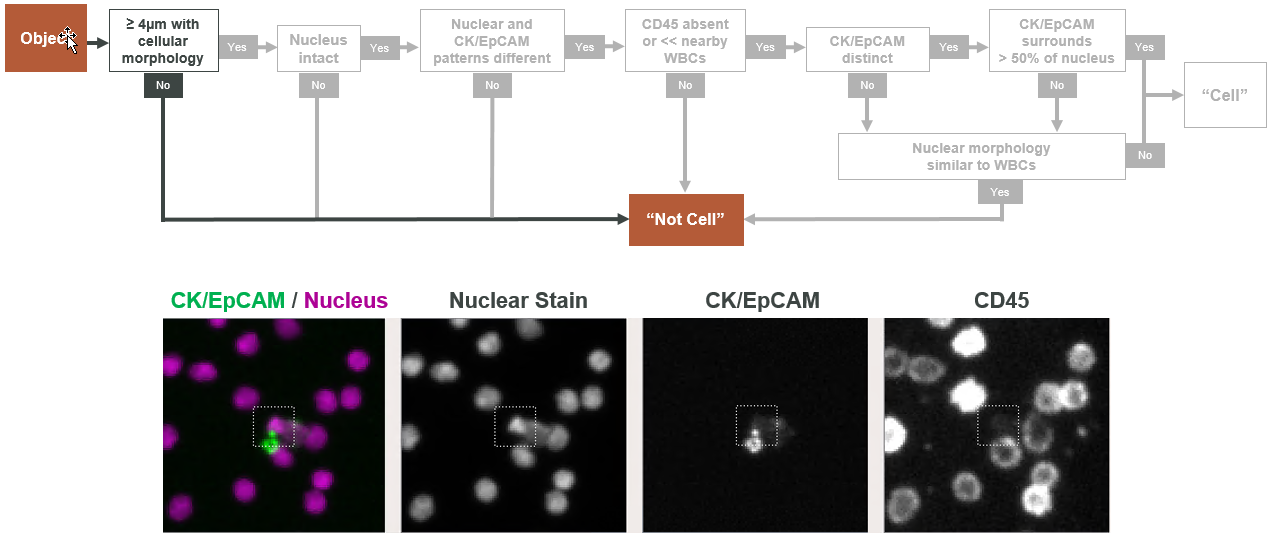 Object
≥ 4μm with
cellular
morphology
Yes
Nucleus
intact
Yes
Nuclear and
CK/EpCAM
patterns different
Yes
CD45 absent
or << nearby
WBCs
Yes
CK/EpCAM
distinct
Yes
CK/EpCAM
surrounds
> 50% of nucleus
Yes
No
No
No
No
No
No
“Cell”
Nuclear morphology
similar to WBCs
No
Yes
“Not Cell”
CK/EpCAM / Nucleus
Nuclear Stain
CK/EpCAM
CD45